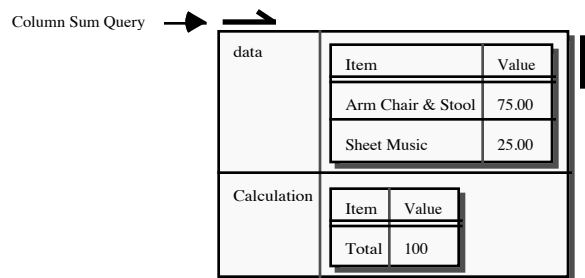 Column Sum Query
data
Item Value
Arm Chair & Stool 75.00
Sheet Music 25.00
Calculation
Item Value
Total 100